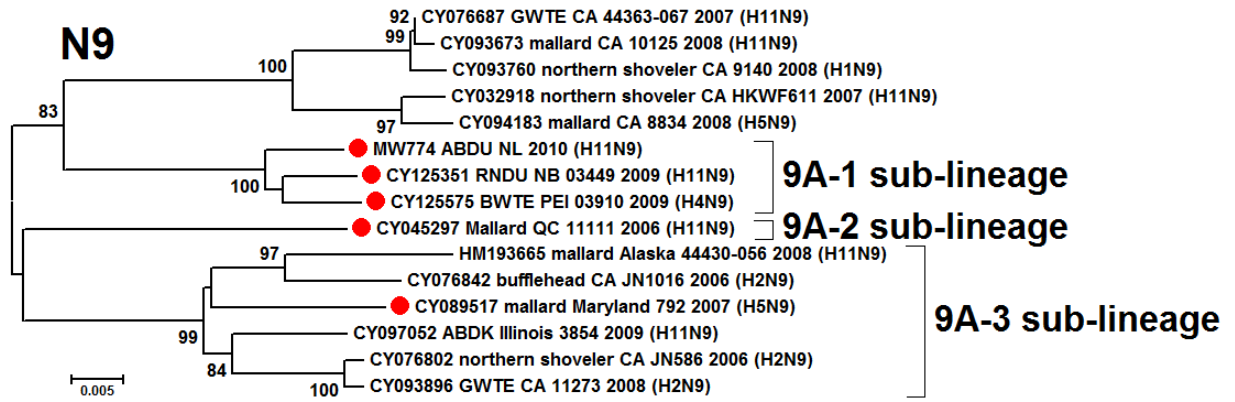 N9
92
CY076687 GWTE CA 44363-067 2007 (H11N9)
99
CY093673 mallard CA 10125 2008 (H11N9)
100
CY093760 northern shoveler CA 9140 2008 (H1N9)
CY032918 northern shoveler CA HKWF611 2007 (H11N9)
83
97
CY094183 mallard CA 8834 2008 (H5N9)
MW774 ABDU NL 2010 (H11N9)
CY125351 RNDU NB 03449 2009 (H11N9)
100
CY125575 BWTE PEI 03910 2009 (H4N9)
9A-1 sub-lineage
CY045297 Mallard QC 11111 2006 (H11N9)
9A-2 sub-lineage
97
HM193665 mallard Alaska 44430-056 2008 (H11N9)
CY076842 bufflehead CA JN1016 2006 (H2N9)
CY089517 mallard Maryland 792 2007 (H5N9)
9A-3 sub-lineage
99
CY097052 ABDK Illinois 3854 2009 (H11N9)
84
CY076802 northern shoveler CA JN586 2006 (H2N9)
100
CY093896 GWTE CA 11273 2008 (H2N9)
0.005